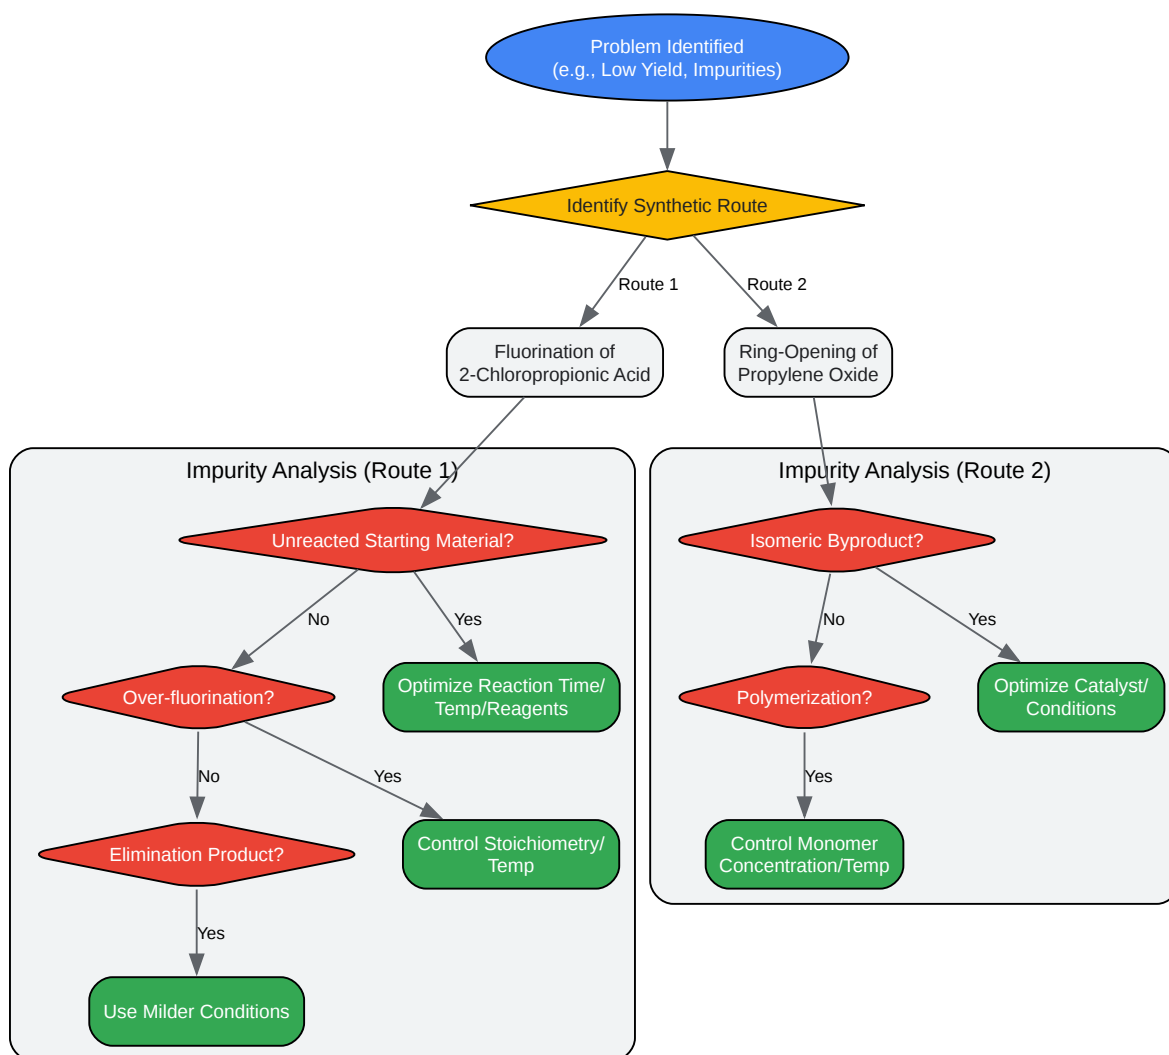 Problem Identified
(e.g., Low Yield, Impurities)
Identify Synthetic Route
Route 1
Route 2
Fluorination of
2-Chloropropionic Acid
Ring-Opening of
Propylene Oxide
Impurity Analysis (Route 1)
Impurity Analysis (Route 2)
Unreacted Starting Material?
Isomeric Byproduct?
No
Yes
No
Yes
Over-fluorination?
Optimize Reaction Time/
Temp/Reagents
Polymerization?
Optimize Catalyst/
Conditions
No
Yes
Yes
Elimination Product?
Control Stoichiometry/
Temp
Control Monomer
Concentration/Temp
Yes
Use Milder Conditions